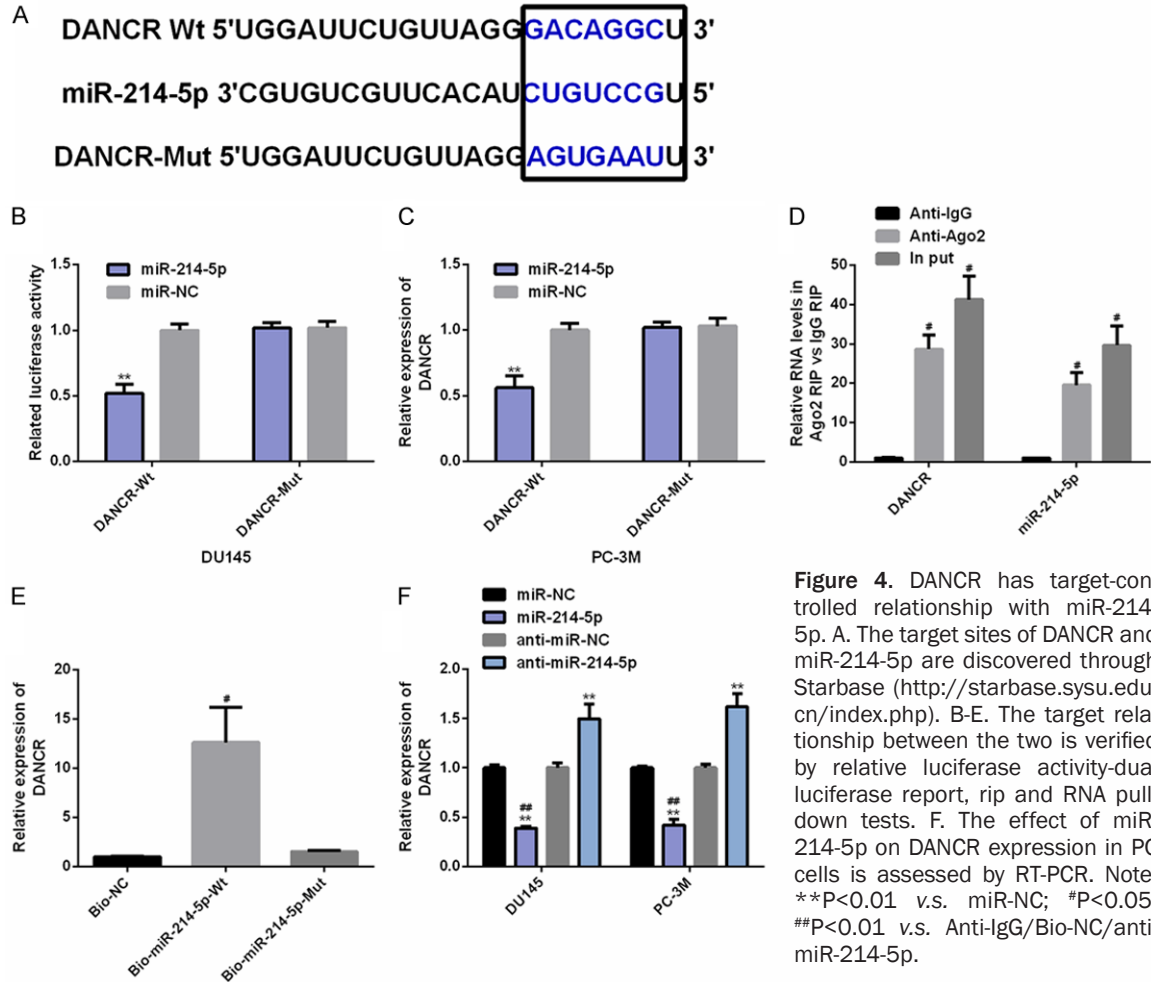 A
DANCR Wt 5'UGGAUUCUGUUAGGGACAGGCU 3'
miR-214-5p 3'CGUGUCGUUCACAUCUGUCCGU 5'
DANCR-Mut 5'UGGAUUCUGUUAGGAGUGAAUU 3'
B
Related luciferase activity
1.5
1.0
0.5
0.0
miR-214-5p
miR-NC
**
DANCR-Wt
DANCR-Mut
DU145
C
Relative expression of
DANCR
1.5
1.0
0.5
0.0
miR-214-5p
miR-NC
**
DANCR-Wt
DANCR-Mut
PC-3M
D
Anti-IgG
Anti-Ago2
In put
Relative RNA levels in
Ago2 RIP vs IgG RIP
50
40
30
20
10
0
#
#
#
#
DANCR
miR-214-5p
E
Relative expression of
DANCR
20
15
10
5
0
#
Bio-NC
Bio-miR-214-5p-Wt
Bio-miR-214-5p-Mut
F
miR-NC
miR-214-5p
anti-miR-NC
anti-miR-214-5p
Relative expression of
DANCR
2.0
1.5
1.0
0.5
0.0
##
**
**
##
**
**
DU145
PC-3M
Figure 4. DANCR has target-con-
trolled relationship with miR-214-
5p. A. The target sites of DANCR and
miR-214-5p are discovered through
Starbase (http://starbase.sysu.edu.
cn/index.php). B-E. The target rela-
tionship between the two is verified
by relative luciferase activity-dual
luciferase report, rip and RNA pull-
down tests. F. The effect of miR-
214-5p on DANCR expression in PC
cells is assessed by RT-PCR. Note:
**P<0.01 v.s. miR-NC; #P<0.05,
##P<0.01 v.s. Anti-IgG/Bio-NC/anti-
miR-214-5p.